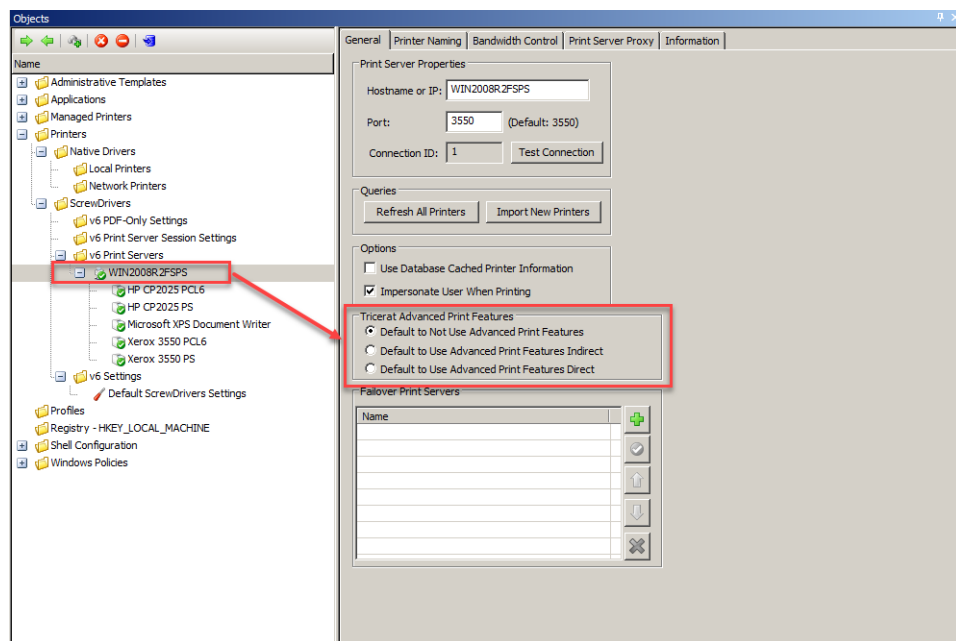 Objects
Name
Administrative Templates
Applications
Managed Printers
Printers
Native Drivers
Local Printers
Network Printers
ScrewDrivers
v6 PDF-Only Settings
v6 Print Server Session Settings
v6 Print Servers
WIN2008R2FSPS
HP CP2025 PCL6
HP CP2025 PS
Microsoft XPS Document Writer
Xerox 3550 PCL6
Xerox 3550 PS
v6 Settings
Default ScrewDrivers Settings
Profiles
Registry - HKEY_LOCAL_MACHINE
Shell Configuration
Windows Policies
General Printer Naming Bandwidth Control Print Server Proxy Information
Print Server Properties
Hostname or IP: WIN2008R2FSPS
Port: 3550 (Default: 3550)
Connection ID: 1 Test Connection
Queries
Refresh All Printers Import New Printers
Options
Use Database Cached Printer Information
Impersonate User When Printing
Tricerat Advanced Print Features
Default to Not Use Advanced Print Features
Default to Use Advanced Print Features Indirect
Default to Use Advanced Print Features Direct
Failover Print Servers
Name